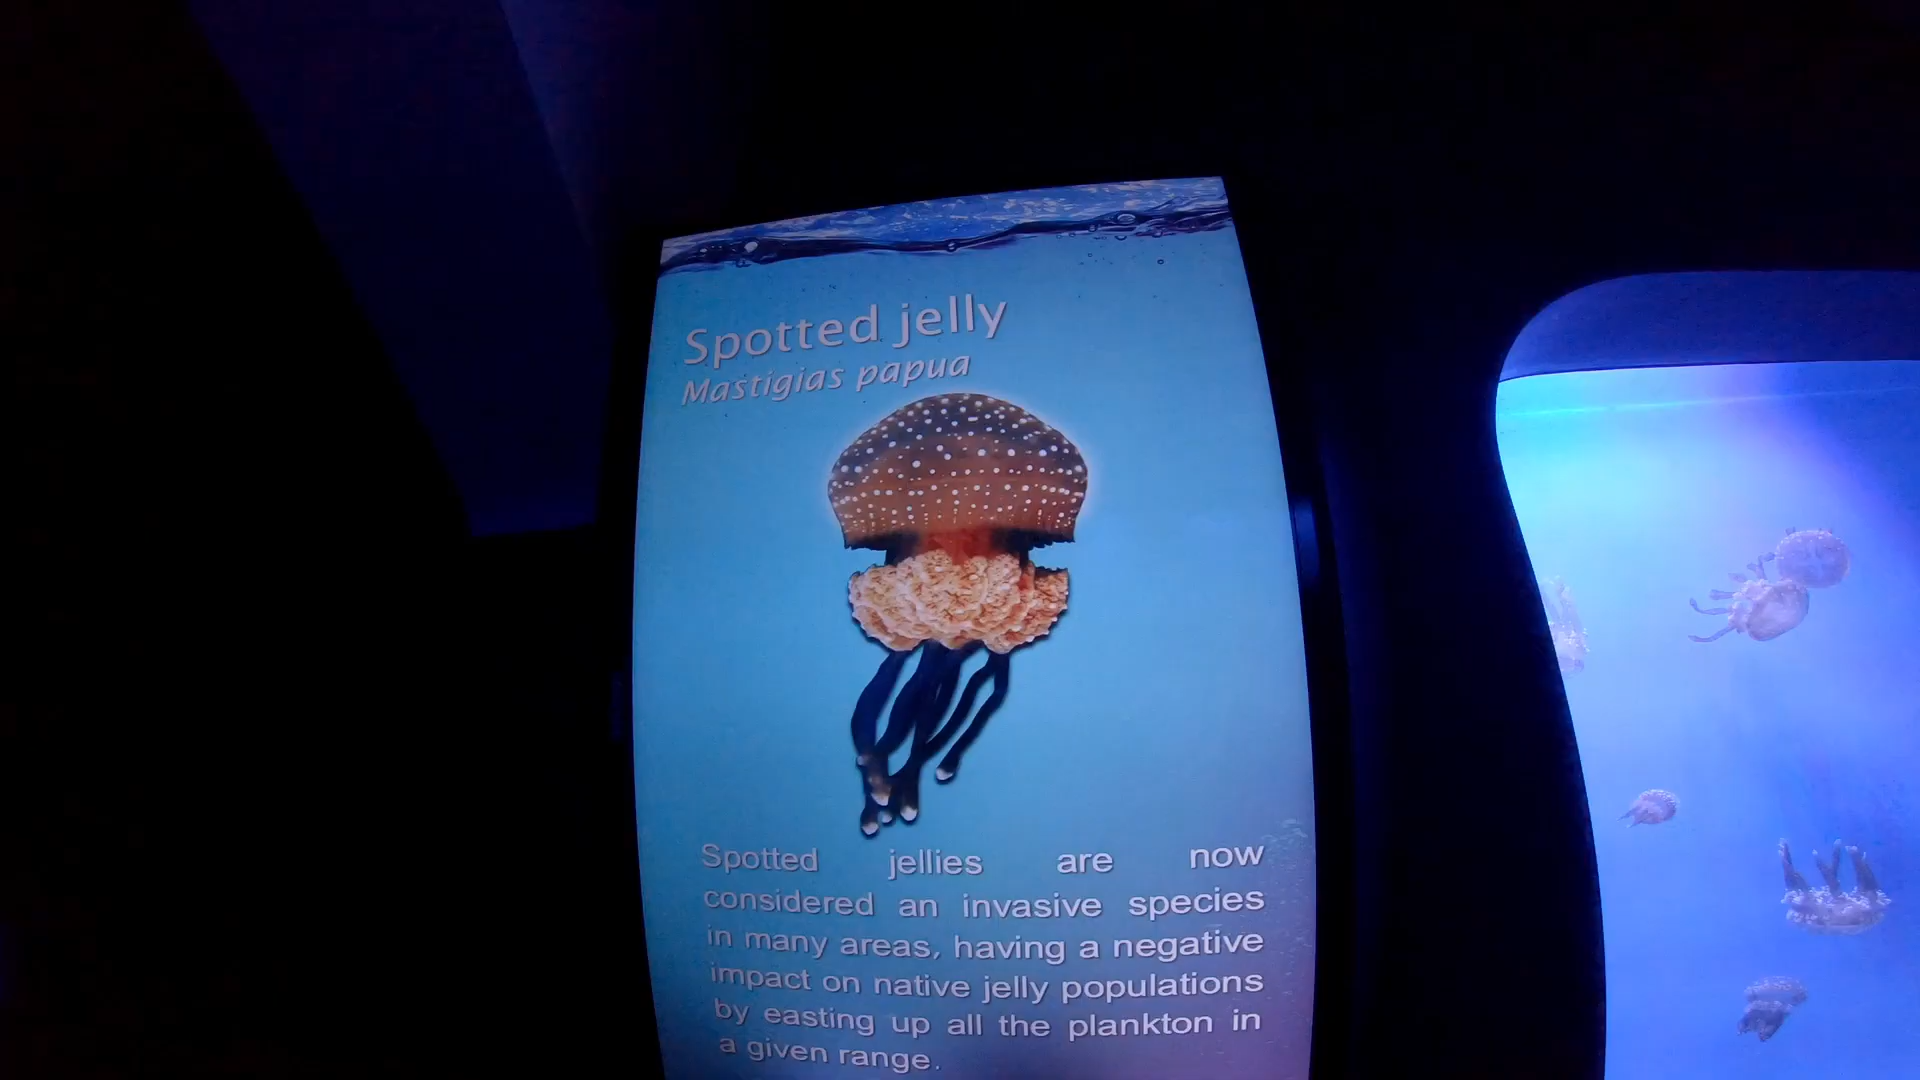 Spotted jelly
Mastigias papua
Spotted jellies are now
considered an invasive species
in many areas, having a negative
impact on native jelly populations
by easting up all the plankton in
a given range.